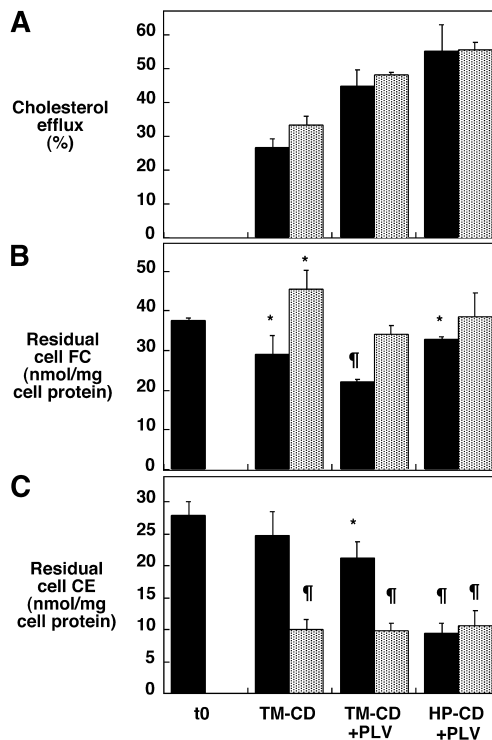 A
Cholesterol
efflux
(%)
60
50
40
30
20
10
0
B
Residual
cell FC
(nmol/mg
cell protein)
50
40
30
20
10
0
*
*
¶
*
C
Residual
cell CE
(nmol/mg
cell protein)
30
25
20
15
10
5
0
¶
*
¶
¶
¶
t0
TM-CD
TM-CD
+PLV
HP-CD
+PLV